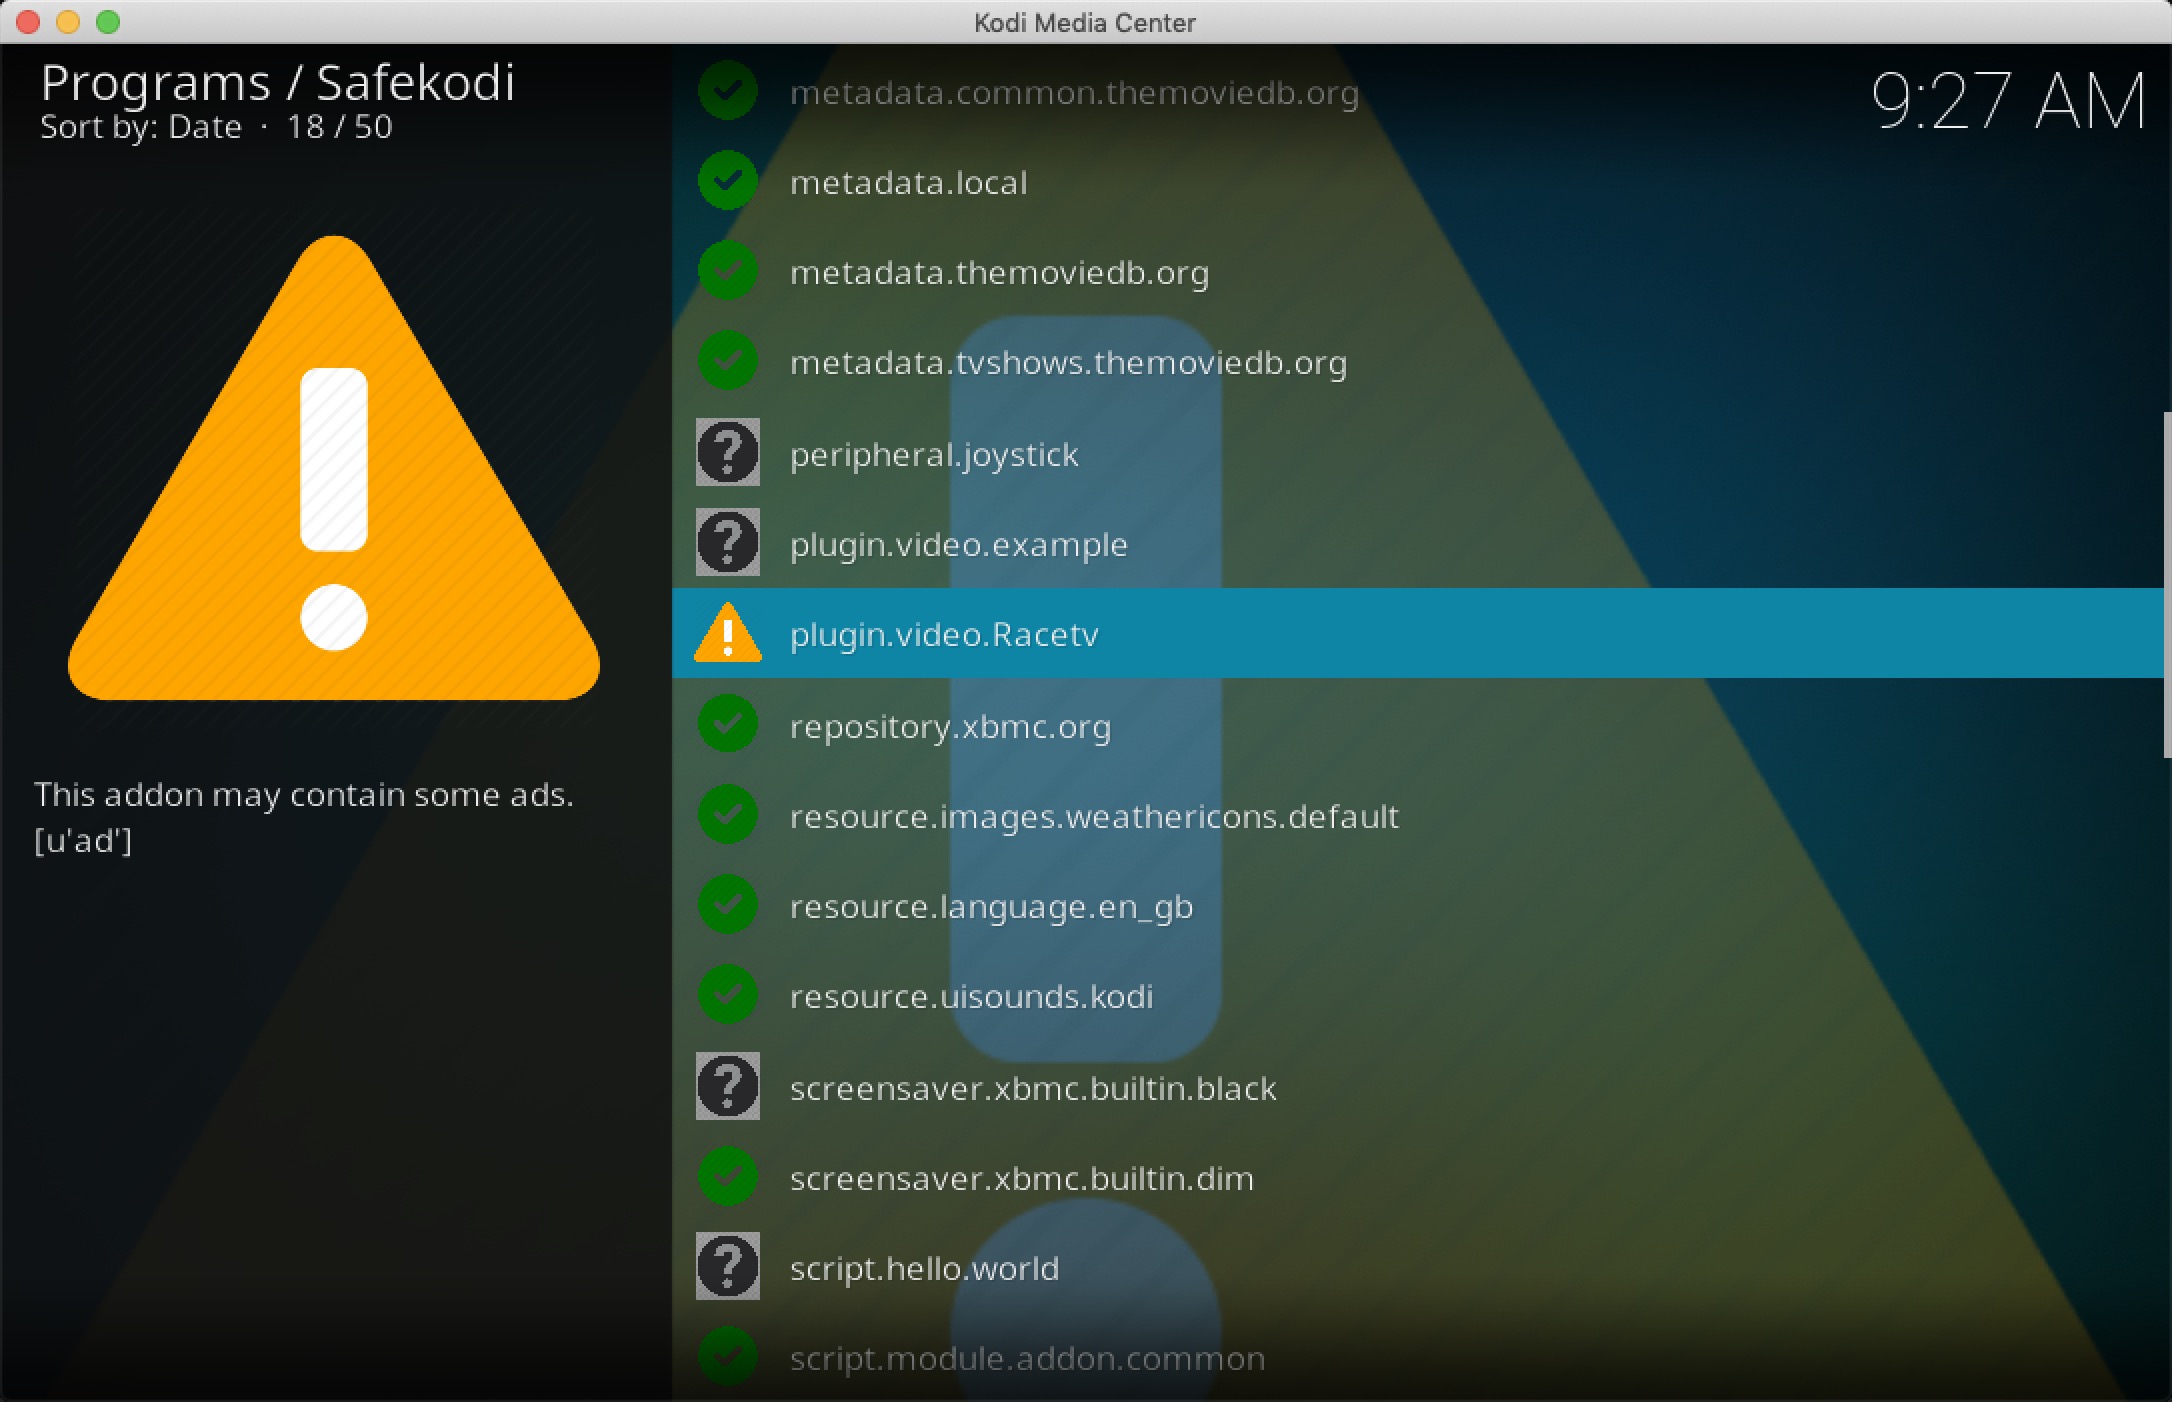 Kodi Media Center
Programs / Safekodi
Sort by: Date · 18 / 50
9:27 AM
This addon may contain some ads.
[u'ad']
metadata.common.themoviedb.org
metadata.local
metadata.themoviedb.org
metadata.tvshows.themoviedb.org
peripheral.joystick
plugin.video.example
plugin.video.Racetv
repository.xbmc.org
resource.images.weathericons.default
resource.language.en_gb
resource.uisounds.kodi
screensaver.xbmc.builtin.black
screensaver.xbmc.builtin.dim
script.hello.world
script.module.addon.common